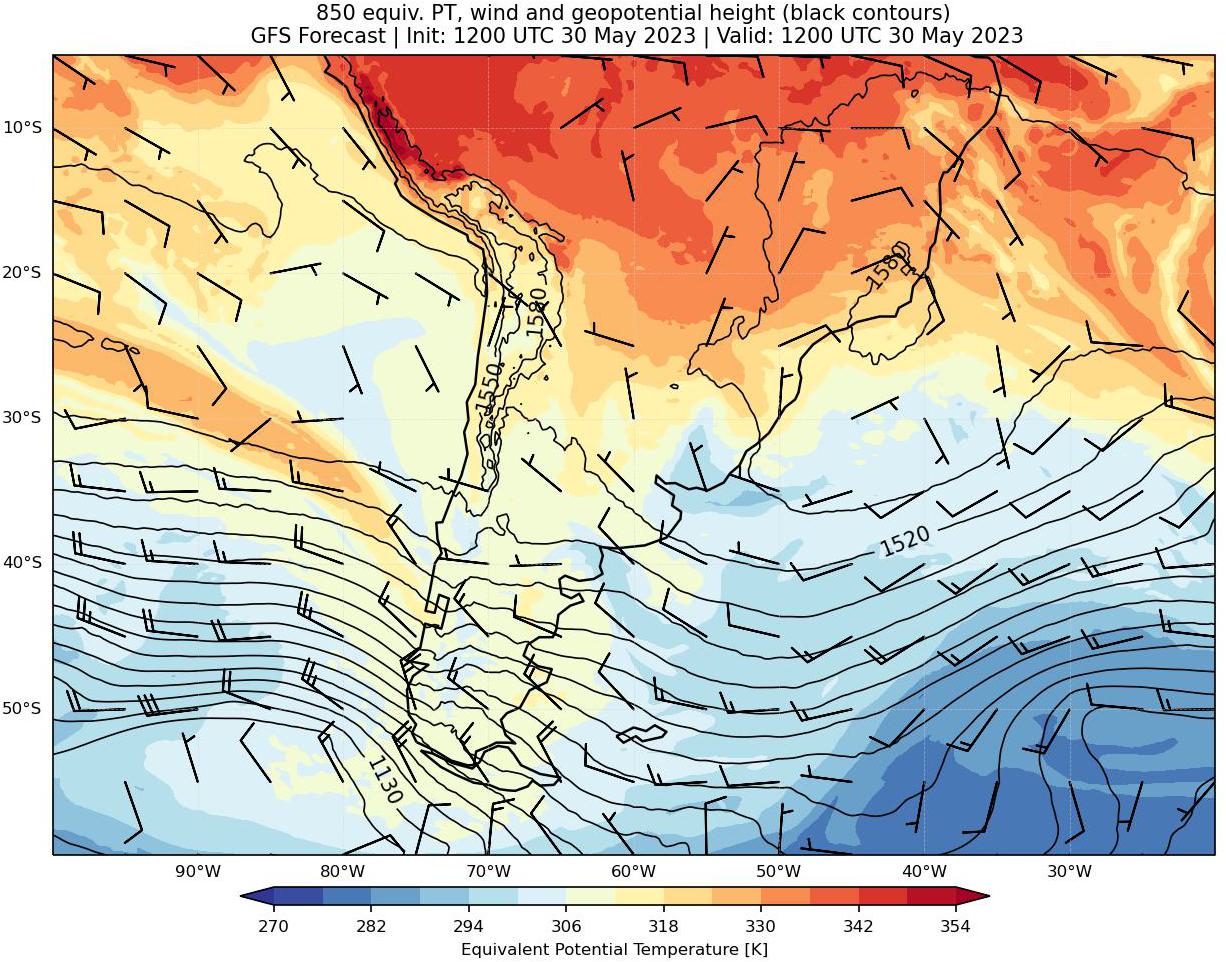 850 equiv. PT, wind and geopotential height (black contours)
GFS Forecast | Init: 1200 UTC 30 May 2023 | Valid: 1200 UTC 30 May 2023
10°S
20°S
1580
1580
1550
30°S
1520
40°S
50°S
1130
90°W 80°W 70°W 60°W 50°W 40°W 30°W
270 282 294 306 318 330 342 354
Equivalent Potential Temperature [K]